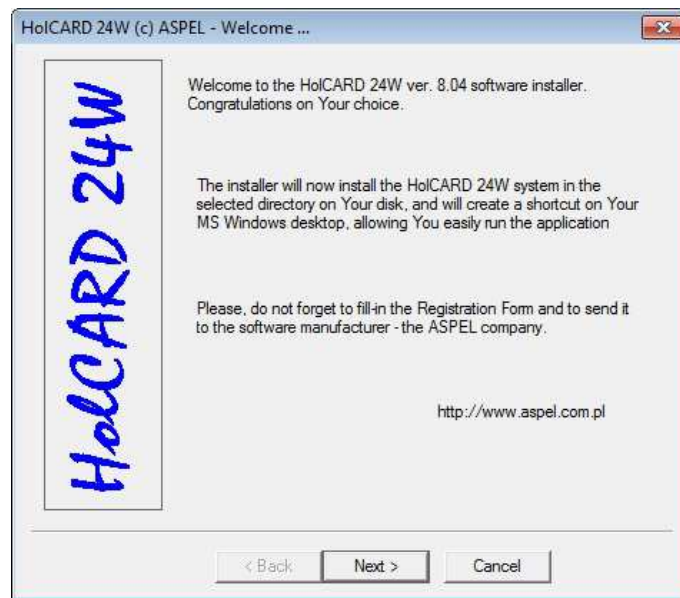 HolCARD 24W (c) ASPEL - Welcome ...
HolCARD 24W
Welcome to the HolCARD 24W ver. 8.04 software installer.
Congratulations on Your choice.
The installer will now install the HolCARD 24W system in the
selected directory on Your disk, and will create a shortcut on Your
MS Windows desktop, allowing You easily run the application
Please, do not forget to fill-in the Registration Form and to send it
to the software manufacturer - the ASPEL company.
http://www.aspel.com.pl
< Back
Next >
Cancel